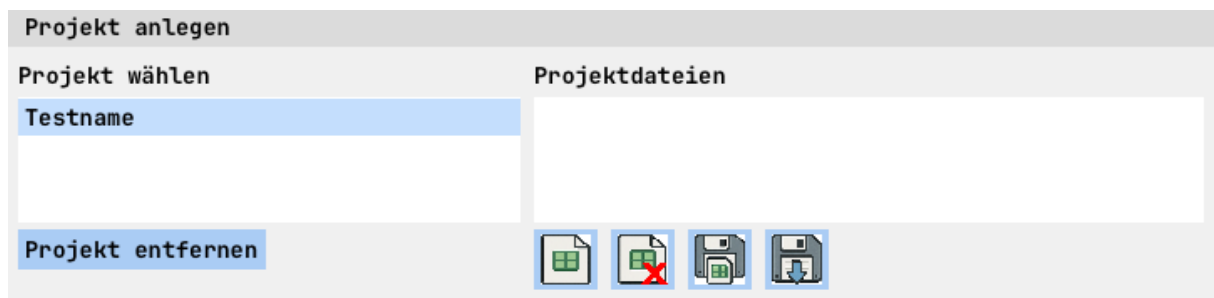 Projekt anlegen
Projekt wählen
Projektdateien
Testname
Projekt entfernen